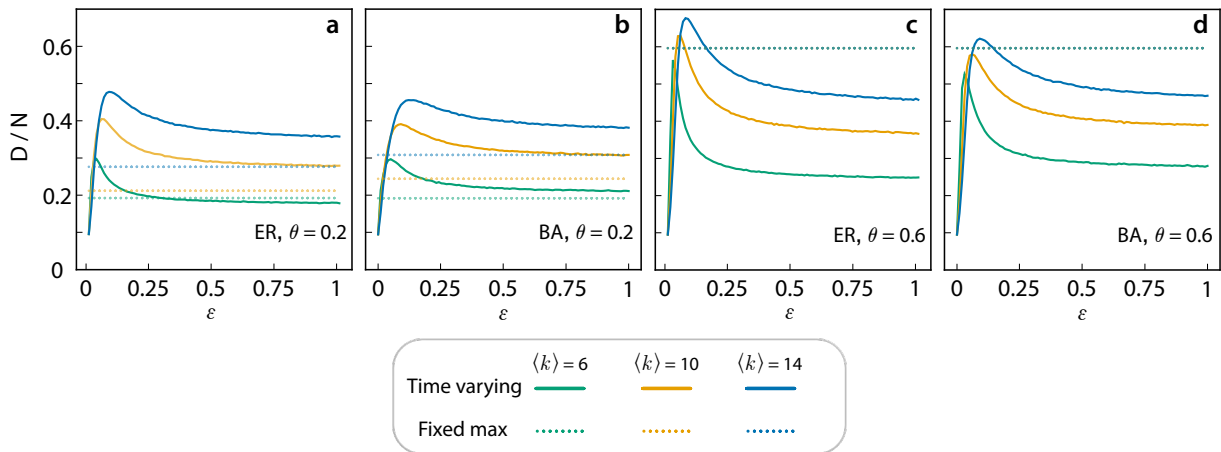 a
b
c
d
0.6
0.4
0.2
0
D / N
ER, θ = 0.2
BA, θ = 0.2
ER, θ = 0.6
BA, θ = 0.6
0 0.25 0.5 0.75 1
0 0.25 0.5 0.75 1
0 0.25 0.5 0.75 1
0 0.25 0.5 0.75 1
ε
ε
ε
ε
⟨k⟩ = 6 ⟨k⟩ = 10 ⟨k⟩ = 14
Time varying
Fixed max